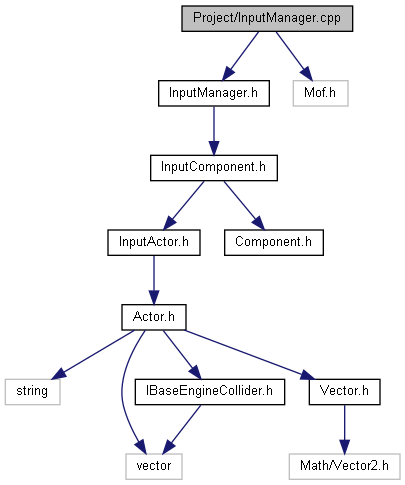 Project/InputManager.cpp
InputManager.h
Mof.h
InputComponent.h
InputActor.h
Component.h
Actor.h
string
IBaseEngineCollider.h
Vector.h
vector
Math/Vector2.h